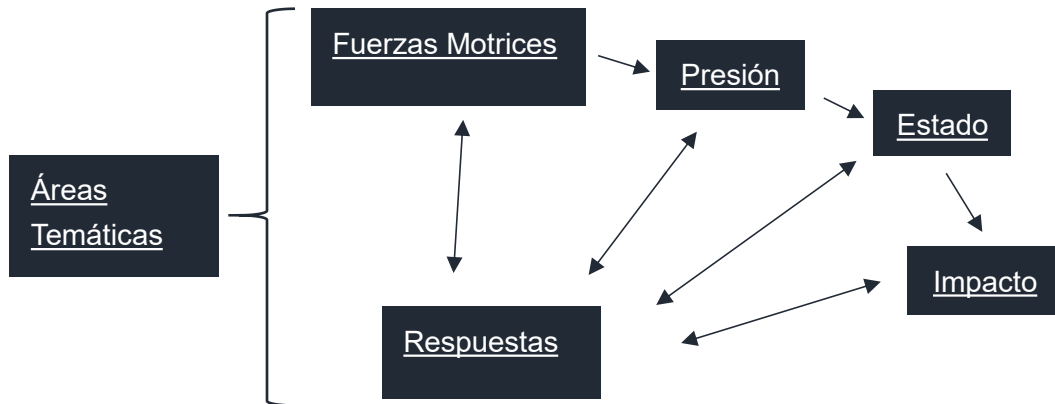 Fuerzas Motrices
Presión
Estado
Áreas
Temáticas
Impacto
Respuestas